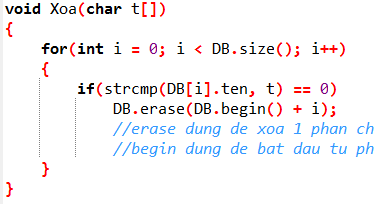 void Xoa(char t[])
{
for(int i = 0; i < DB.size(); i++)
{
if(strcmp(DB[i].ten, t) == 0)
DB.erase(DB.begin() + i);
//erase dung de xoa 1 phan ch
//begin dung de bat dau tu ph
}
}